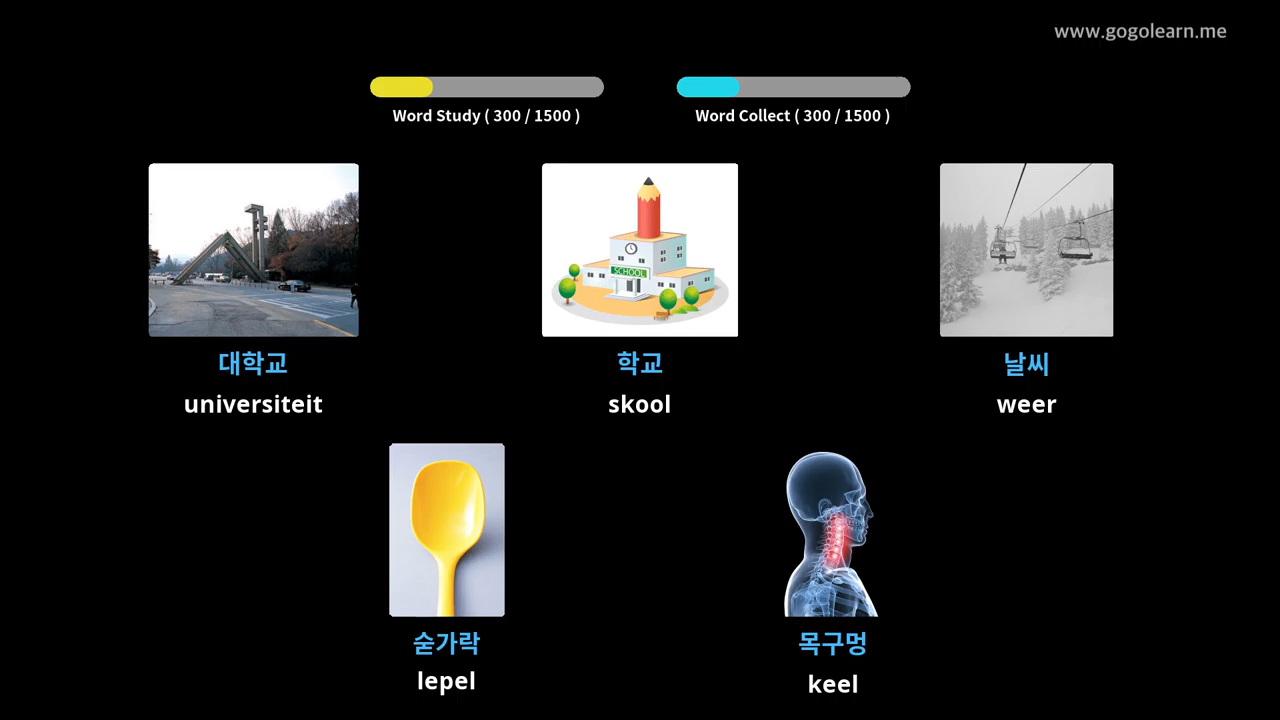 www.gogolearn.me
Word Study ( 300 / 1500 )
Word Collect ( 300 / 1500 )
SCHOOL
대학교
universiteit
학교
skool
날씨
weer
숟가락
lepel
목구멍
keel